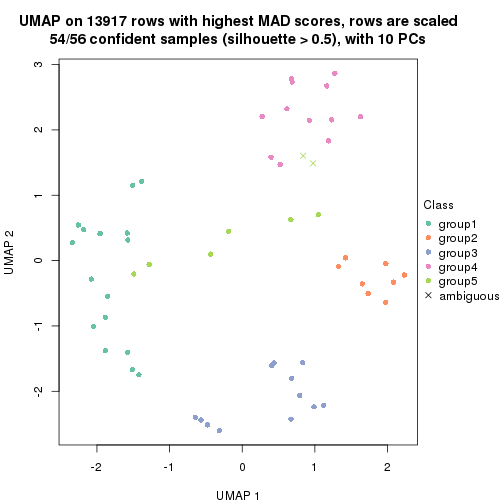 UMAP on 13917 rows with highest MAD scores, rows are scaled
54/56 confident samples (silhouette > 0.5), with 10 PCs
3
2
1
0
-1
-2
UMAP 2
-2
-1
0
1
2
UMAP 1
Class
group1
group2
group3
group4
group5
ambiguous